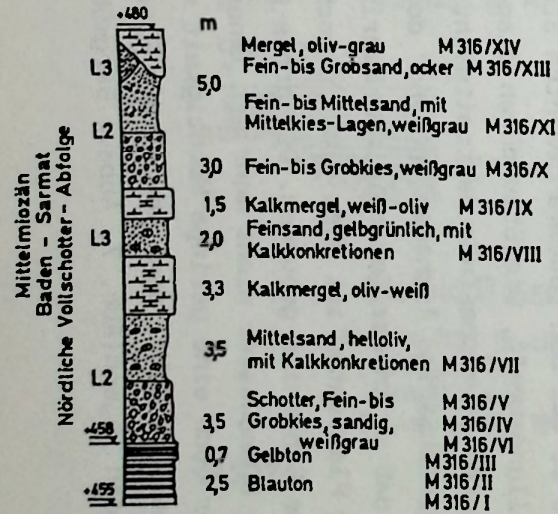 +480
m
Mergel, oliv-grau M 316/XIV
L3
Fein-bis Grobsand, ocker M 316/XIII
5,0
Fein-bis Mittelsand, mit
Mittelkies-Lagen, weißgrau M 316/XI
L2
3,0 Fein-bis Grobkies, weißgrau M 316/X
1,5 Kalkmergel, weiß-oliv M 316/IX
L3
2,0 Feinsand, gelbgrünlich, mit
Kalkkonkretionen M 316/VIII
3,3 Kalkmergel, oliv-weiß
3,5 Mittelsand, helloliv,
mit Kalkkonkretionen M 316/VII
L2
Schotter, Fein-bis M 316/V
3,5 Grobkies, sandig, M 316/IV
weißgrau M 316/VI
+458
0,7 Gelbton M 316/III
2,5 Blauton M 316/II
+455
M 316/I
Mittelmiozän
Baden - Sarmat
Nördliche Vollschotter-Abfolge